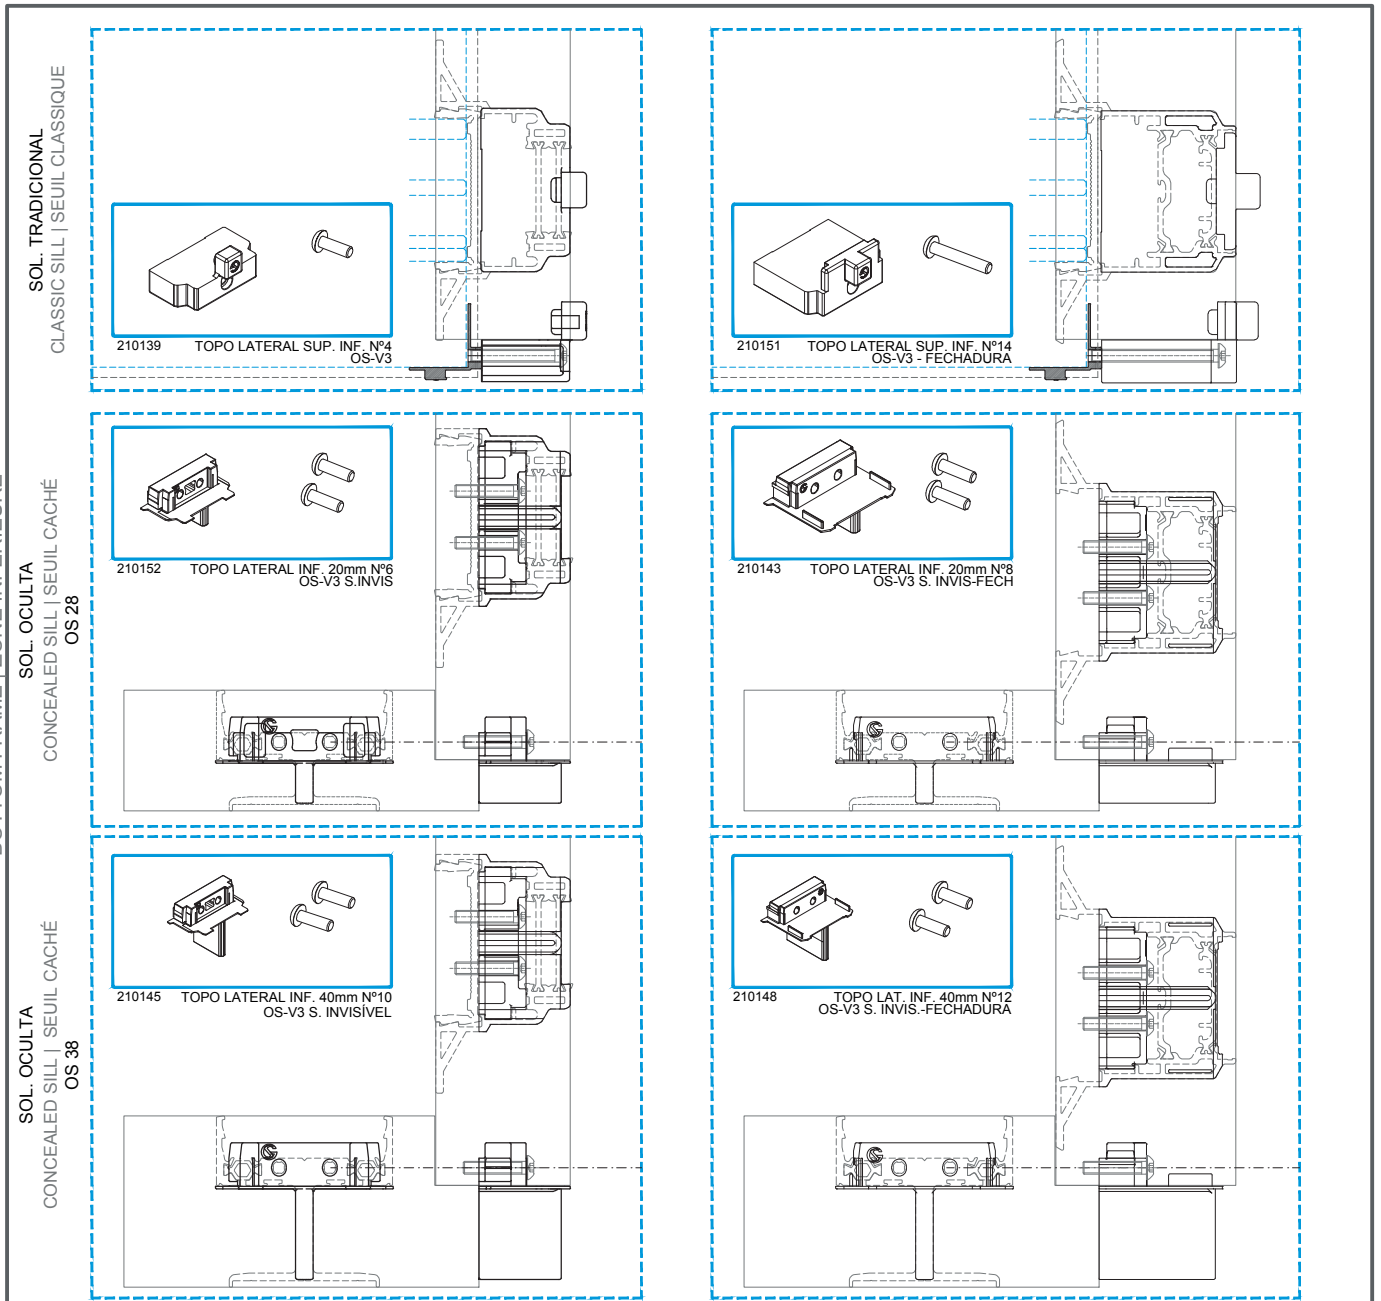 SOL. TRADICIONAL
CLASSIC SILL | SEUIL CLASSIQUE
210139 TOPO LATERAL SUP. INF. Nº4
OS-V3
210151 TOPO LATERAL SUP. INF. Nº14
OS-V3 - FECHADURA
SOL. OCULTA
CONCEALED SILL | SEUIL CACHÉ
OS 28
210152 TOPO LATERAL INF. 20mm Nº6
OS-V3 S.INVIS
210143 TOPO LATERAL INF. 20mm Nº8
OS-V3 S. INVIS-FECH
SOL. OCULTA
CONCEALED SILL | SEUIL CACHÉ
OS 38
210145 TOPO LATERAL INF. 40mm Nº10
OS-V3 S. INVISÍVEL
210148 TOPO LAT. INF. 40mm Nº12
OS-V3 S. INVIS.-FECHADURA